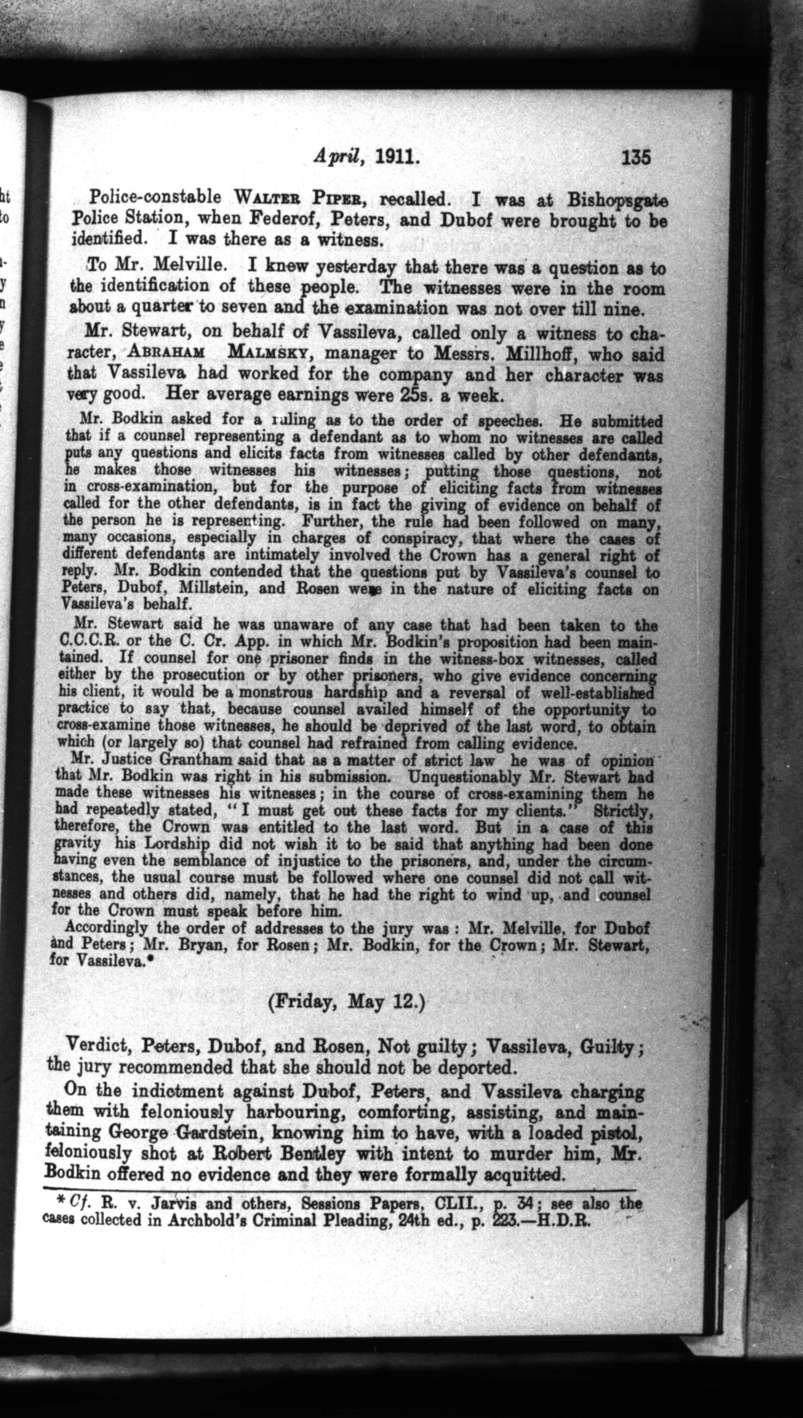 April, 1911. 135
Police-constable WALTER PIPER, recalled. I was at Bishopsgate
Police Station, when Federof, Peters, and Dubof were brought to be
identified. I was there as a witness.
To Mr. Melville. I knew yesterday that there was a question as to
the identification of these people. The witnesses were in the room
about a quarter to seven and the examination was not over till nine.
Mr. Stewart, on behalf of Vassileva, called only a witness to cha-
racter, ABRAHAM MALMSKY, manager to Messrs. Millhoff, who said
that Vassileva had worked for the company and her character was
very good. Her average earnings were 25s. a week.
Mr. Bodkin asked for a ruling as to the order of speeches. He submitted
that if a counsel representing a defendant as to whom no witnesses are called
puts any questions and elicits facts from witnesses called by other defendants,
he makes those witnesses his witnesses; putting those questions, not
in cross-examination, but for the purpose of eliciting facts from witnesses
called for the other defendants, is in fact the giving of evidence on behalf of
the person he is representing. Further, the rule had been followed on many,
many occasions, especially in charges of conspiracy, that where the cases of
different defendants are intimately involved the Crown has a general right of
reply. Mr. Bodkin contended that the questions put by Vassileva's counsel to
Peters, Dubof, Millstein, and Rosen were in the nature of eliciting facts on
Vassileva's behalf.
Mr. Stewart said he was unaware of any case that had been taken to the
C.C.C.R. or the C. Cr. App. in which Mr. Bodkin's proposition had been main-
tained. If counsel for one prisoner finds in the witness-box witnesses, called
either by the prosecution or by other prisoners, who give evidence concerning
his client, it would be a monstrous hardship and a reversal of well-established
practice to say that, because counsel availed himself of the opportunity to
cross-examine those witnesses, he should be deprived of the last word, to obtain
which (or largely so) that counsel had refrained from calling evidence.
Mr. Justice Grantham said that as a matter of strict law he was of opinion
that Mr. Bodkin was right in his submission. Unquestionably Mr. Stewart had
made these witnesses his witnesses; in the course of cross-examining them he
had repeatedly stated, "I must get out these facts for my clients." Strictly,
therefore, the Crown was entitled to the last word. But in a case of this
gravity his Lordship did not wish it to be said that anything had been done
having even the semblance of injustice to the prisoners, and, under the circum-
stances, the usual course must be followed where one counsel did not call wit-
nesses and others did, namely, that he had the right to wind up, and counsel
for the Crown must speak before him.
Accordingly the order of addresses to the jury was: Mr. Melville, for Dubof
and Peters; Mr. Bryan, for Rosen; Mr. Bodkin, for the Crown; Mr. Stewart,
for Vassileva.*
(Friday, May 12.)
Verdict, Peters, Dubof, and Rosen, Not guilty; Vassileva, Guilty;
the jury recommended that she should not be deported.
On the indictment against Dubof, Peters, and Vassileva charging
them with feloniously harbouring, comforting, assisting, and main-
taining George Gardstein, knowing him to have, with a loaded pistol,
feloniously shot at Robert Bentley with intent to murder him, Mr.
Bodkin offered no evidence and they were formally acquitted.
* Cf. R. v. Jarvis and others, Sessions Papers, CLII., p. 34; see also the
cases collected in Archbold's Criminal Pleading, 24th ed., p. 223.—H.D.R.